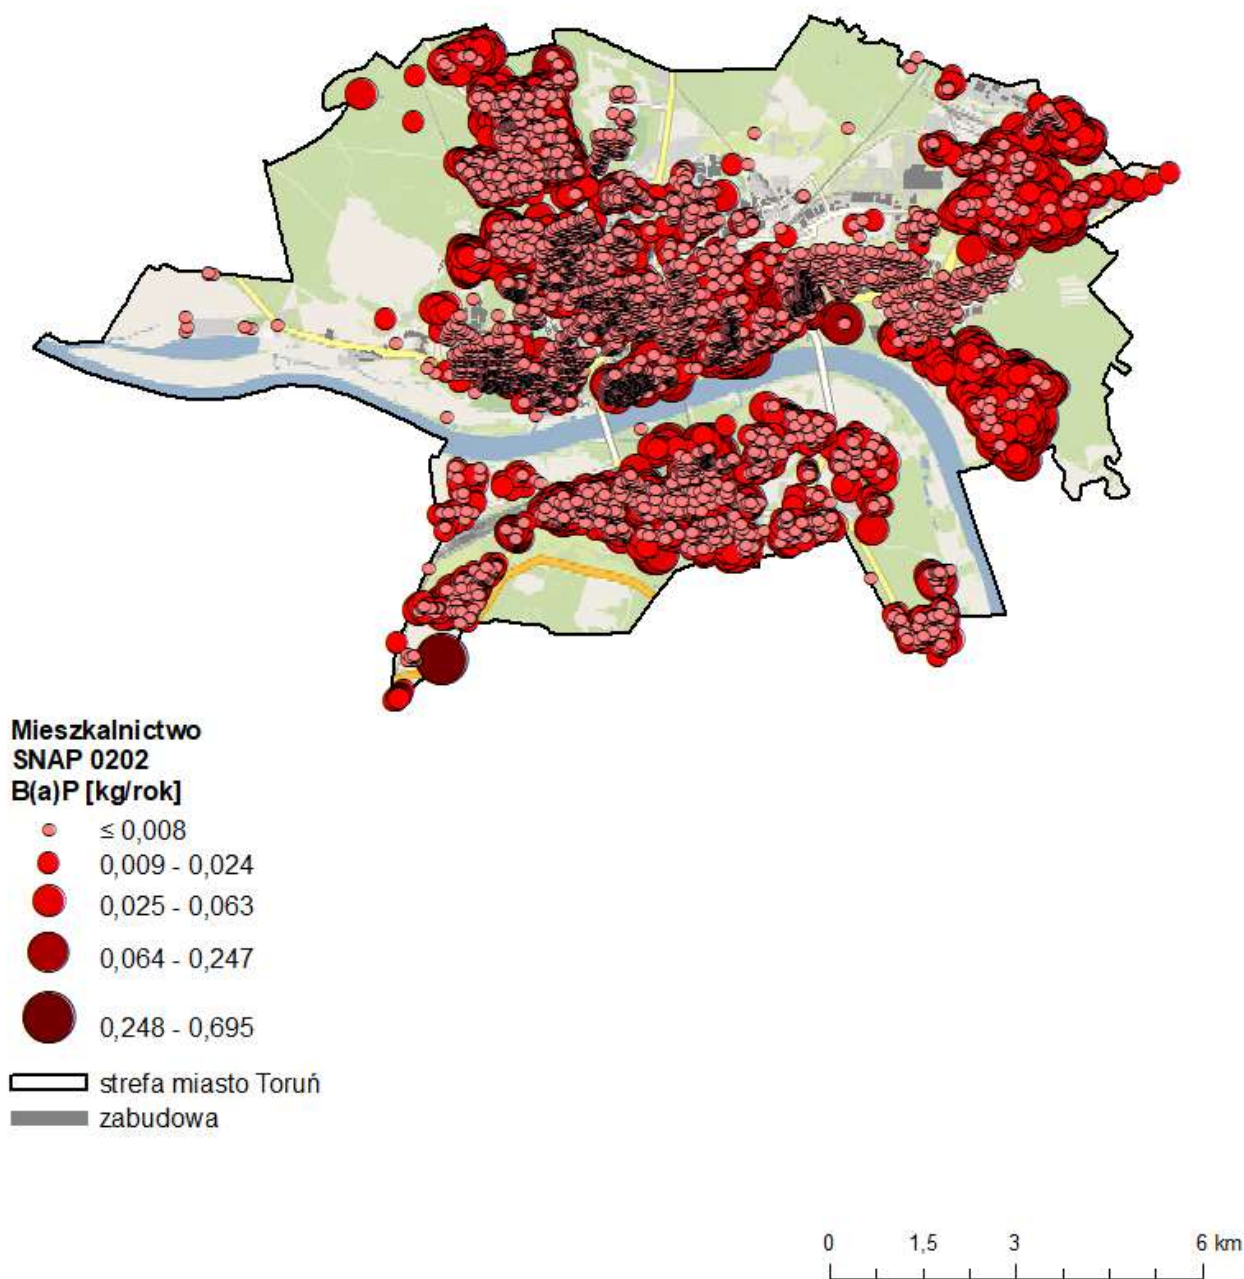 Mieszkalnictwo
SNAP 0202
B(a)P [kg/rok]
≤ 0,008
0,009 - 0,024
0,025 - 0,063
0,064 - 0,247
0,248 - 0,695
strefa miasto Toruń
zabudowa
0 1,5 3 6 km